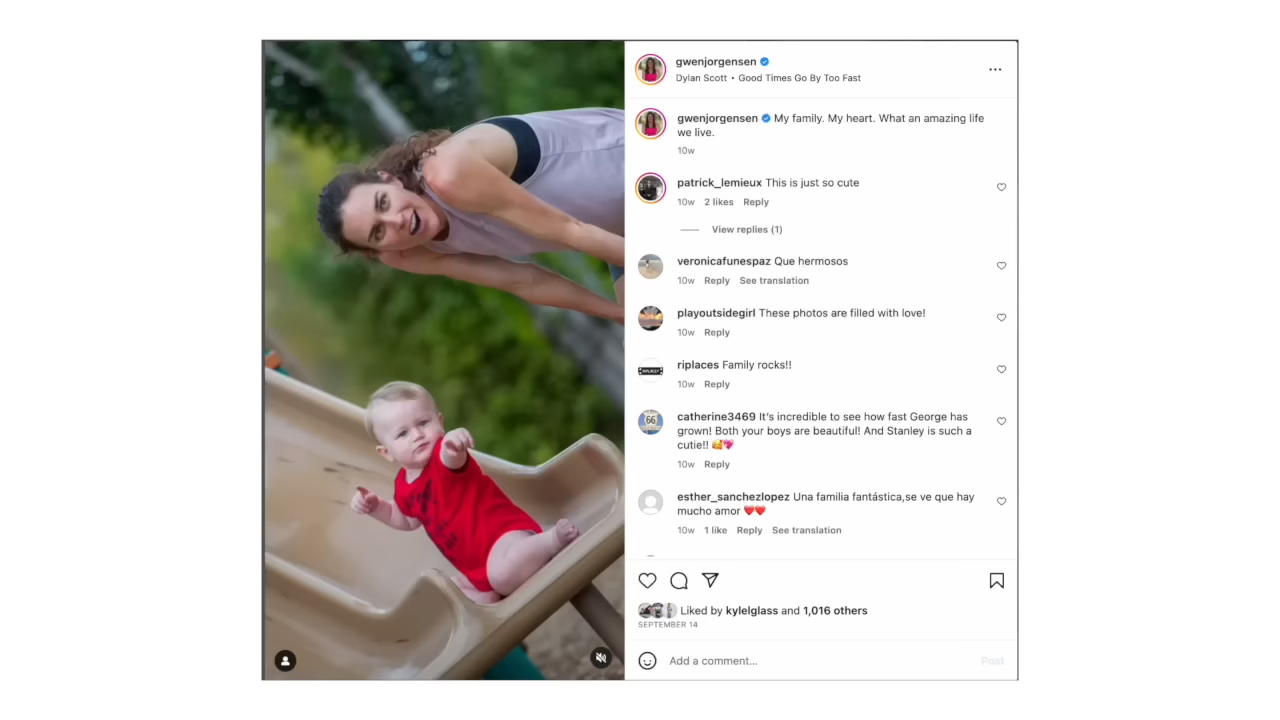 gwenjorgensen
Dylan Scott • Good Times Go By Too Fast
gwenjorgensen My family. My heart. What an amazing life
we live.
10w
patrick_lemieux This is just so cute
10w 2 likes Reply
View replies (1)
veronicafunespaz Que hermosos
10w Reply See translation
playoutsidegirl These photos are filled with love!
10w Reply
riplaces Family rocks!!
10w Reply
catherine3469 It's incredible to see how fast George has
grown! Both your boys are beautiful! And Stanley is such a
cutie!! 🥰💖
10w Reply
esther_sanchezlopez Una familia fantástica,se ve que hay
mucho amor ❤️❤️
10w 1 like Reply See translation
Liked by kylelglass and 1,016 others
SEPTEMBER 14
Add a comment...
Post